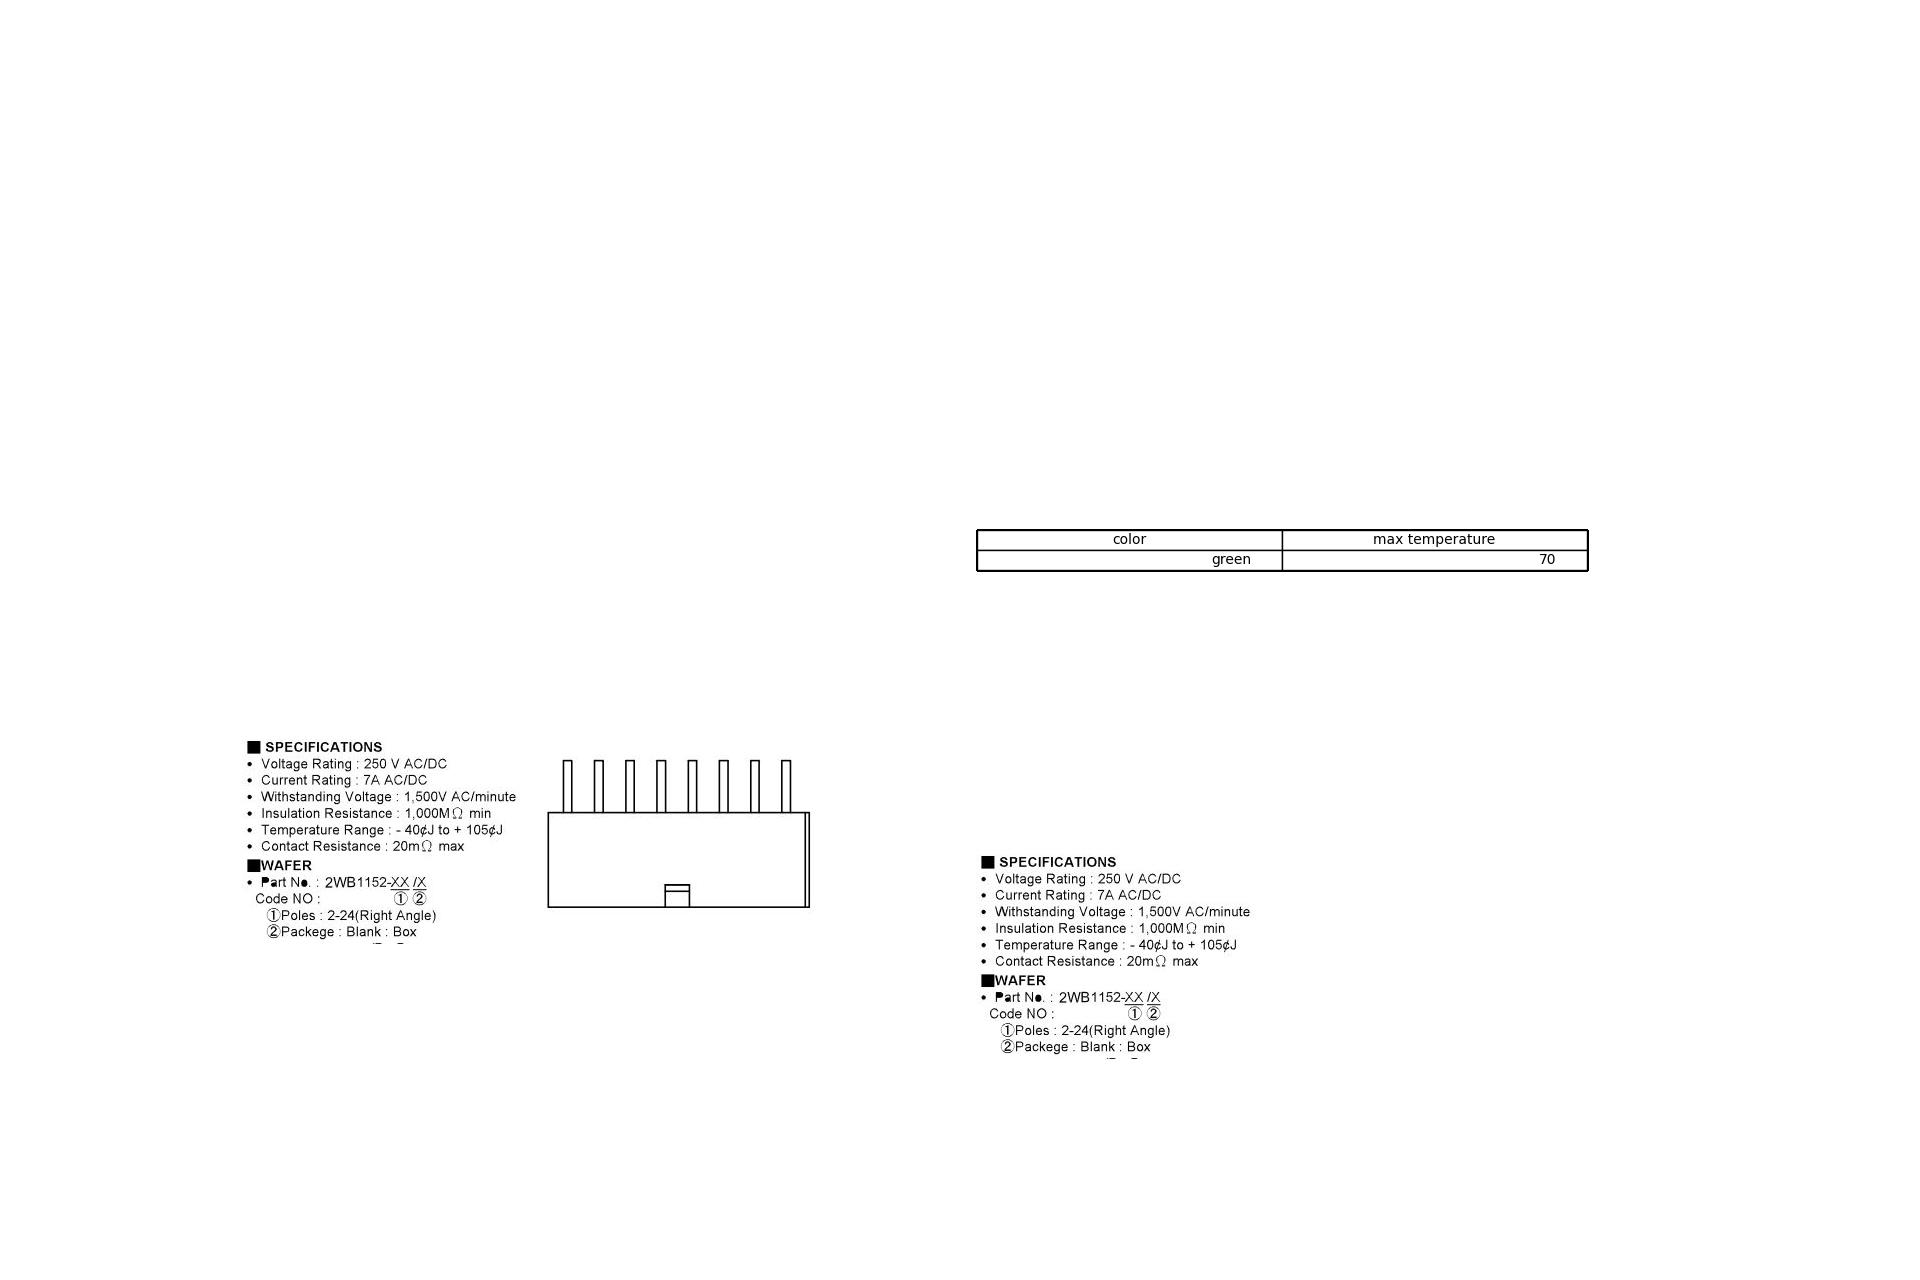 color max temperature
green 70
■ SPECIFICATIONS
• Voltage Rating : 250 V AC/DC
• Current Rating : 7A AC/DC
• Withstanding Voltage : 1,500V AC/minute
• Insulation Resistance : 1,000MΩ min
• Temperature Range : - 40¢J to + 105¢J
• Contact Resistance : 20mΩ max
■WAFER
• Part No. : 2WB1152-XX /X
Code NO : ① ②
①Poles : 2-24(Right Angle)
②Packege : Blank : Box
■ SPECIFICATIONS
• Voltage Rating : 250 V AC/DC
• Current Rating : 7A AC/DC
• Withstanding Voltage : 1,500V AC/minute
• Insulation Resistance : 1,000MΩ min
• Temperature Range : - 40¢J to + 105¢J
• Contact Resistance : 20mΩ max
■WAFER
• Part No. : 2WB1152-XX /X
Code NO : ① ②
①Poles : 2-24(Right Angle)
②Packege : Blank : Box